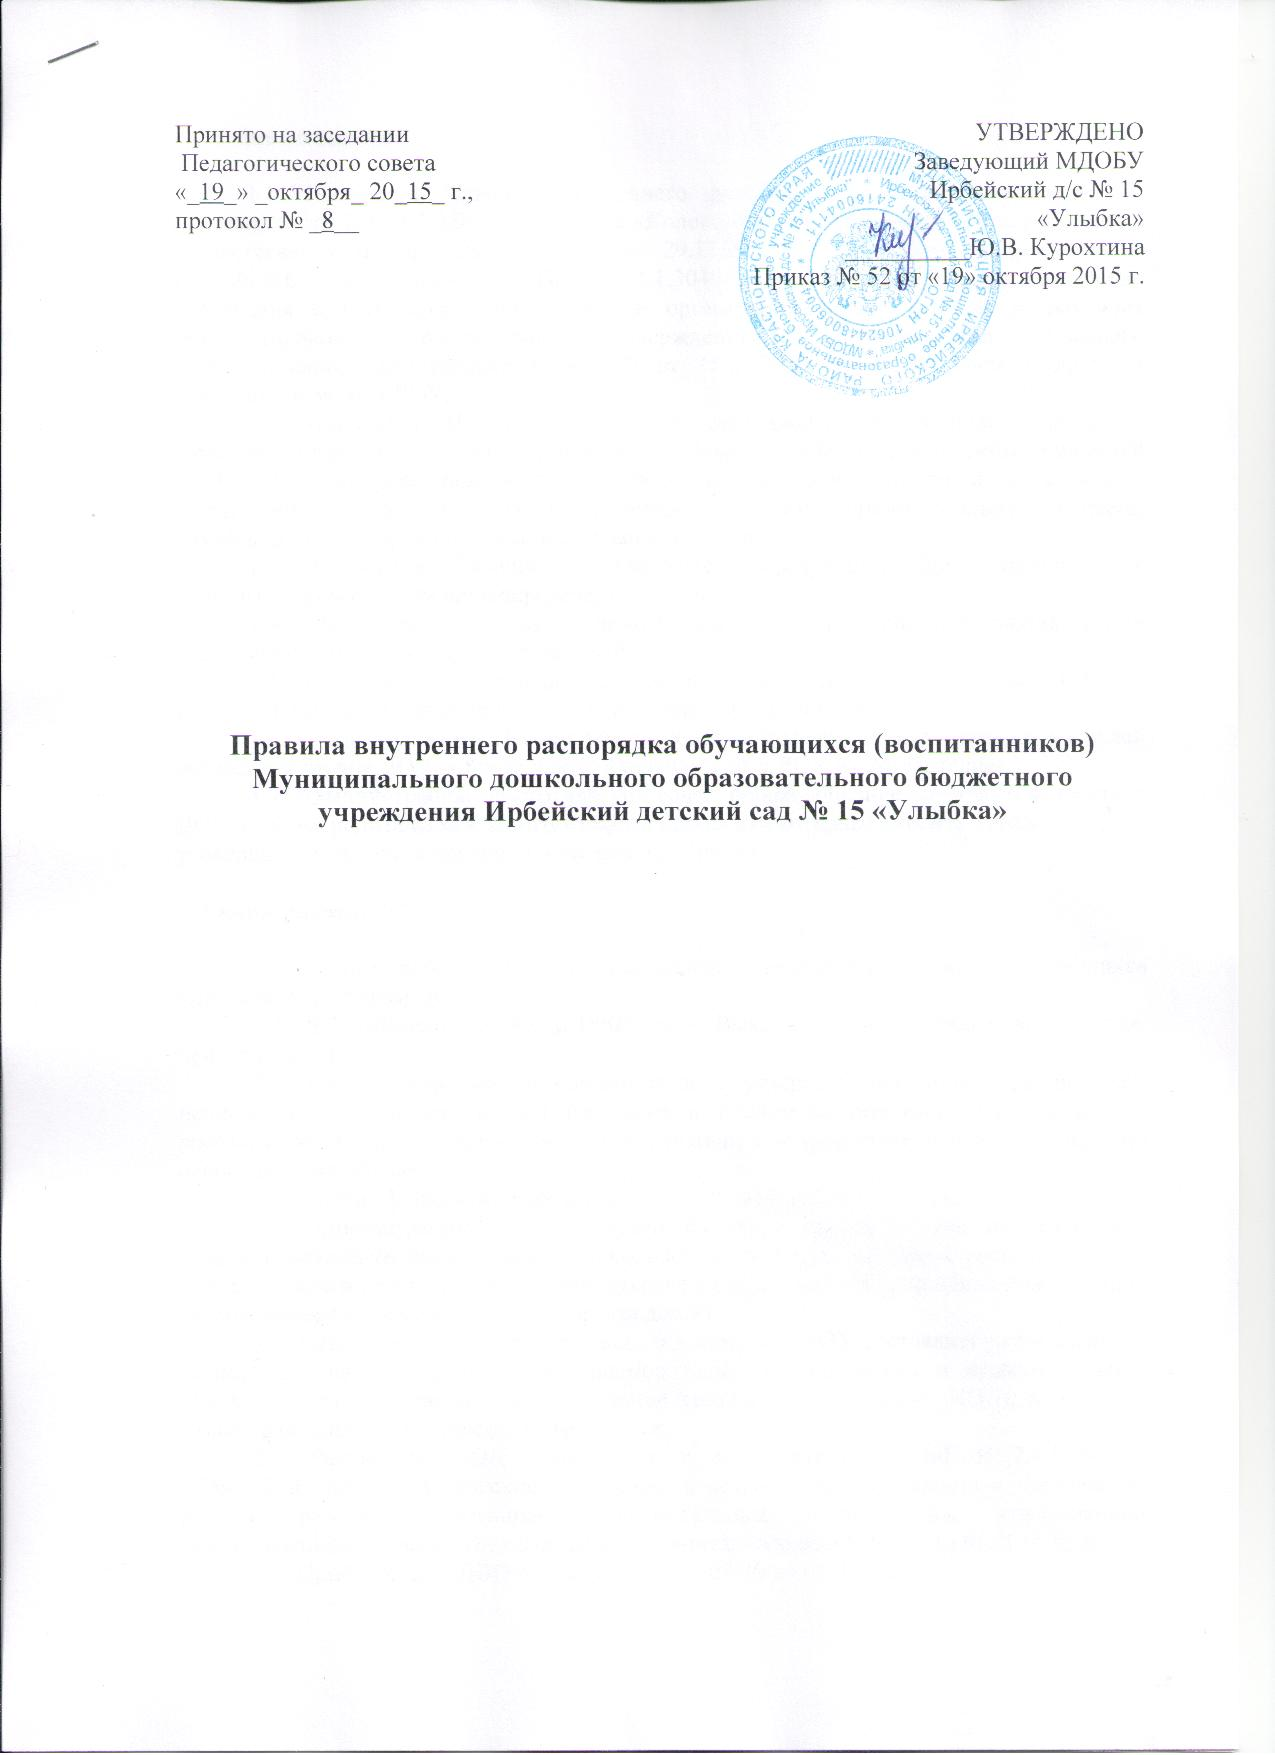 Принято на заседании
Педагогического совета
«_19_» _октября_ 20_15_ г.,
протокол № _8__
УТВЕРЖДЕНО
Заведующий МДОБУ
Ирбейский д/с № 15
«Улыбка»
__________Ю.В. Курохтина
Приказ № 52 от «19» октября 2015 г.
Правила внутреннего распорядка обучающихся (воспитанников)
Муниципального дошкольного образовательного бюджетного
учреждения Ирбейский детский сад № 15 «Улыбка»